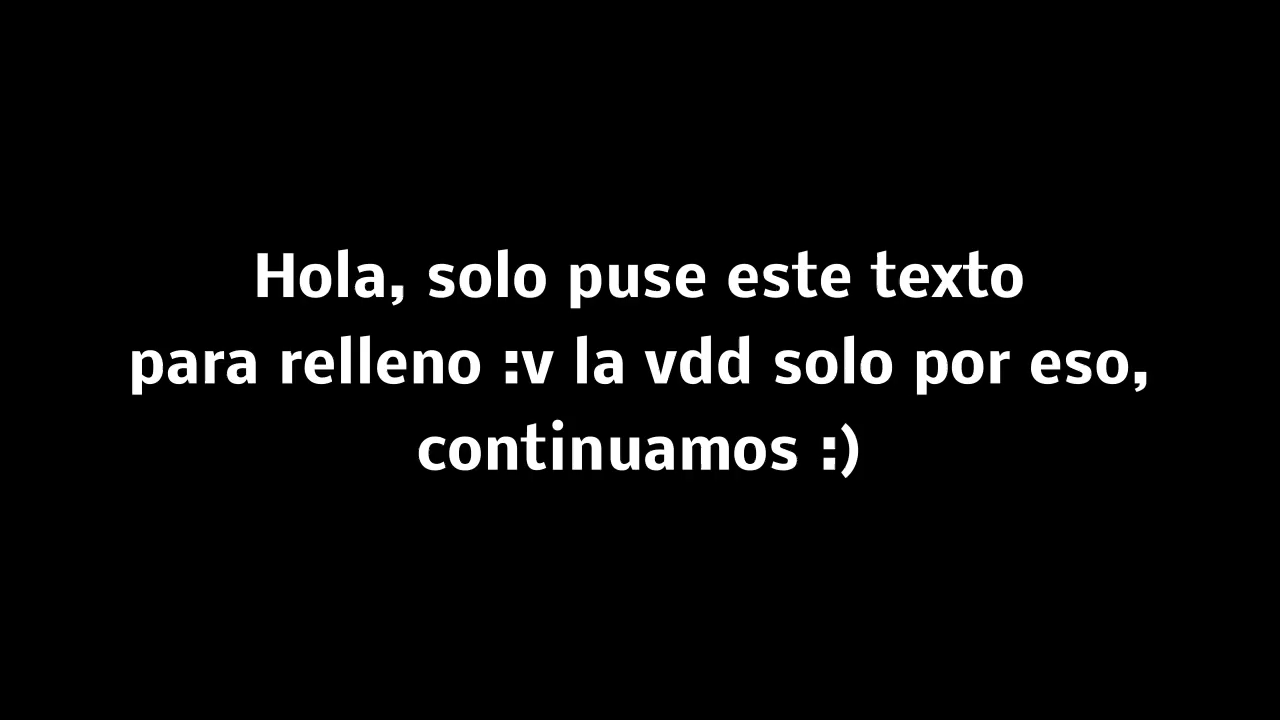 Hola, solo puse este texto
para relleno :v la vdd solo por eso,
continuamos :)